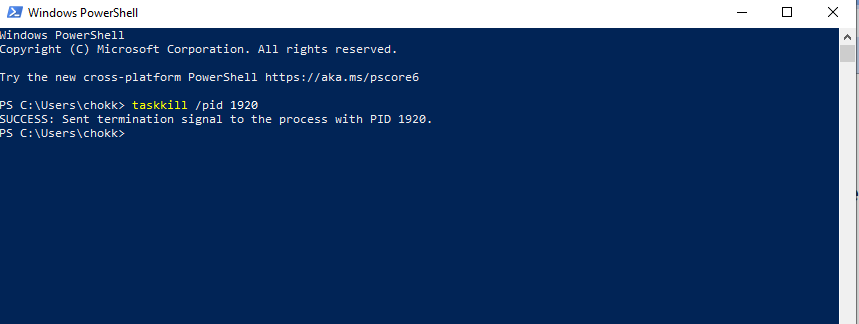 Windows PowerShell
Windows PowerShell
Copyright (C) Microsoft Corporation. All rights reserved.
Try the new cross-platform PowerShell https://aka.ms/pscore6
PS C:\Users\chokk> taskkill /pid 1920
SUCCESS: Sent termination signal to the process with PID 1920.
PS C:\Users\chokk>